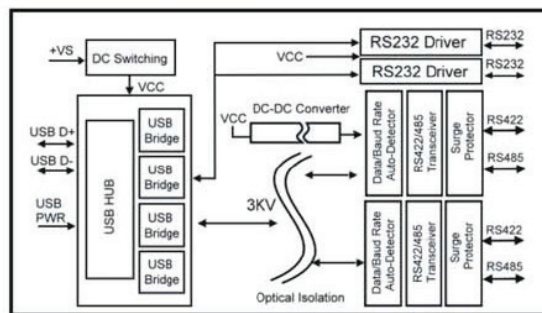 +VS
DC Switching
VCC
USB D+
USB D-
USB
PWR
USB HUB
USB
Bridge
USB
Bridge
USB
Bridge
USB
Bridge
VCC
RS232 Driver
RS232
RS232 Driver
RS232
DC-DC Converter
VCC
3KV
Optical Isolation
Data/Baud Rate
Auto-Detector
RS422/485
Transceiver
Surge
Protector
RS422
RS485
Data/Baud Rate
Auto-Detector
RS422/485
Transceiver
Surge
Protector
RS422
RS485